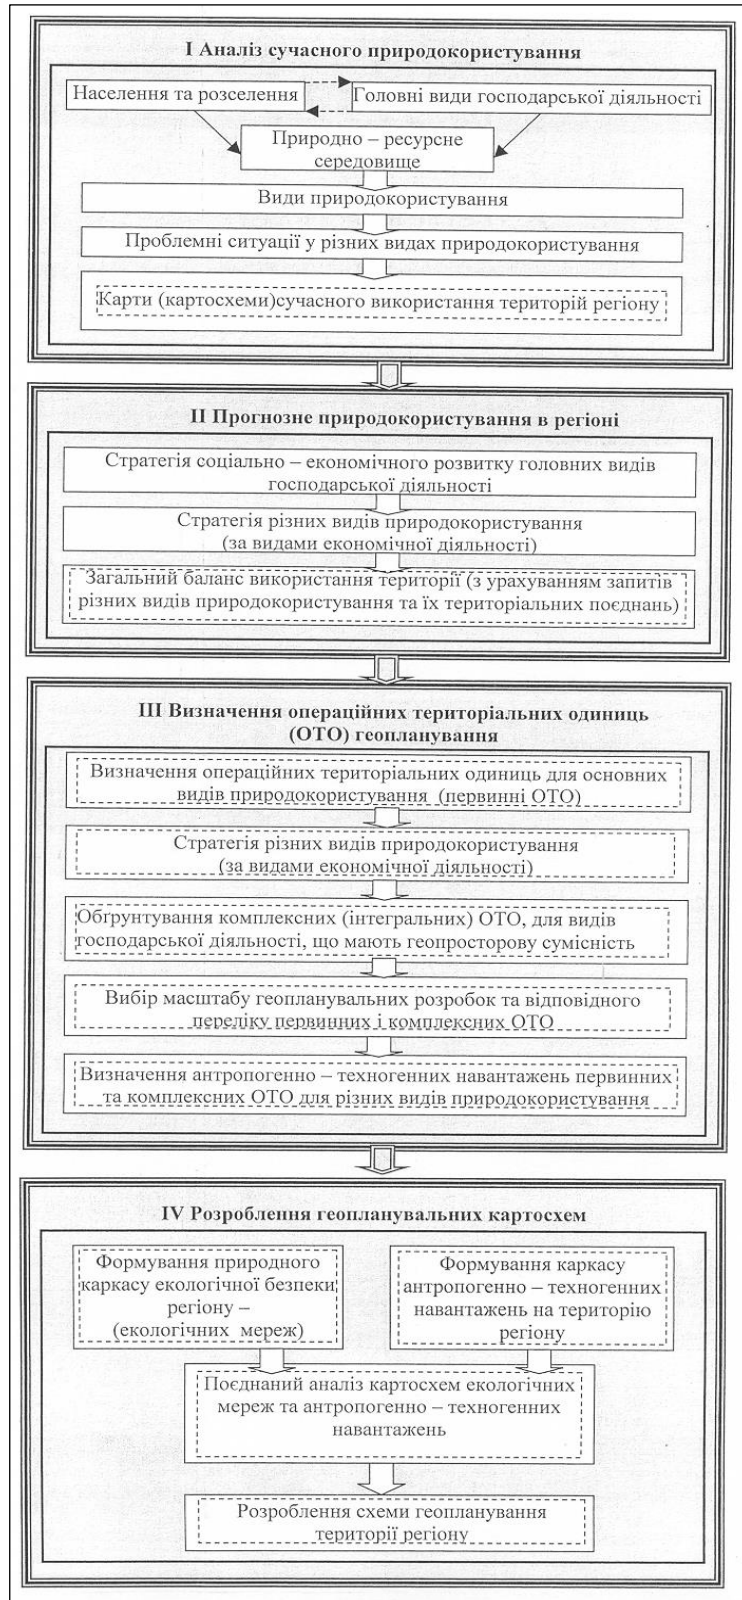 I Аналіз сучасного природокористування
Населення та розселення
Головні види господарської діяльності
Природно – ресурсне
середовище
Види природокористування
Проблемні ситуації у різних видах природокористування
Карти (картосхеми)сучасного використання територій регіону
II Прогнозне природокористування в регіоні
Стратегія соціально – економічного розвитку головних видів
господарської діяльності
Стратегія різних видів природокористування
(за видами економічної діяльності)
Загальний баланс використання території (з урахуванням запитів
різних видів природокористування та їх територіальних поєднань)
III Визначення операційних територіальних одиниць
(ОТО) геопланування
Визначення операційних територіальних одиниць для основних
видів природокористування (первинні ОТО)
Стратегія різних видів природокористування
(за видами економічної діяльності)
Обґрунтування комплексних (інтегральних) ОТО, для видів
господарської діяльності, що мають геопросторову сумісність
Вибір масштабу геопланувальних розробок та відповідного
переліку первинних і комплексних ОТО
Визначення антропогенно – техногенних навантажень первинних
та комплексних ОТО для різних видів природокористування
IV Розроблення геопланувальних картосхем
Формування природного
каркасу екологічної безпеки
регіону –
(екологічних мереж)
Формування каркасу
антропогенно – техногенних
навантажень на територію
регіону
Поєднаний аналіз картосхем екологічних
мереж та антропогенно – техногенних
навантажень
Розроблення схеми геопланування
території регіону